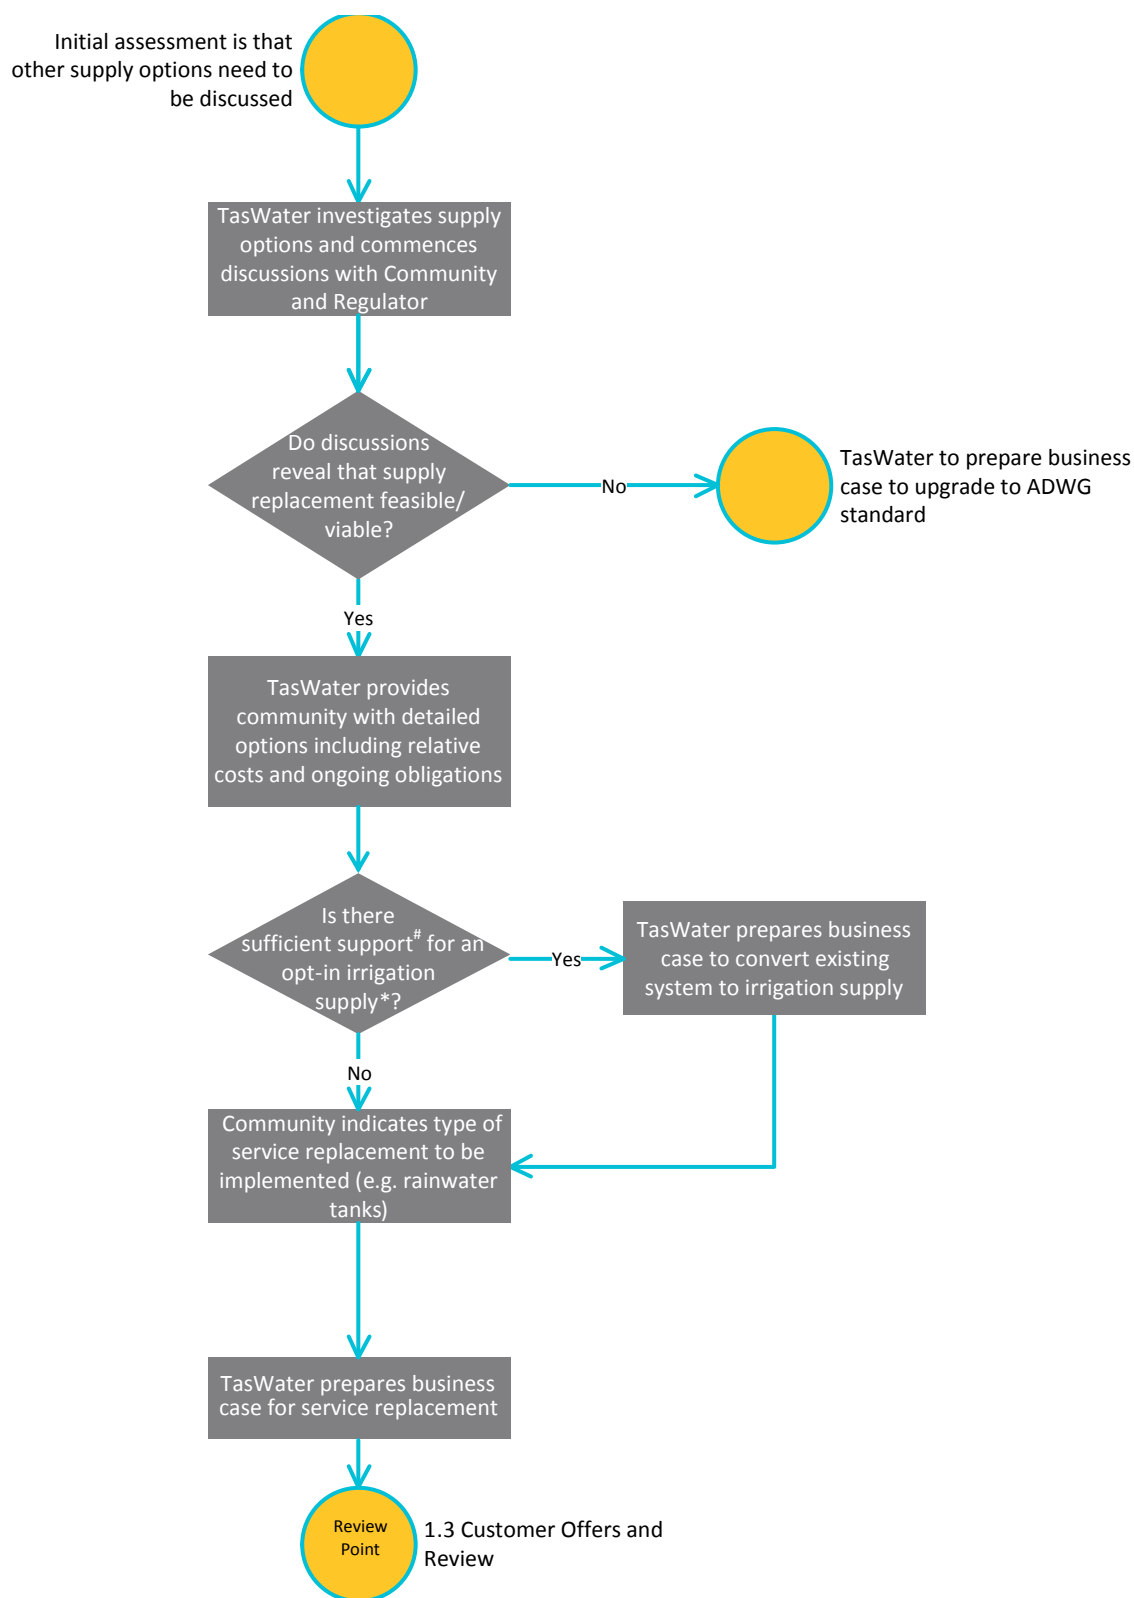 Initial assessment is that
other supply options need to
be discussed
TasWater investigates supply
options and commences
discussions with Community
and Regulator
Do discussions
reveal that supply
replacement feasible/
viable?
No
TasWater to prepare business
case to upgrade to ADWG
standard
Yes
TasWater provides
community with detailed
options including relative
costs and ongoing obligations
Is there
sufficient support# for an
opt-in irrigation
supply*?
Yes
TasWater prepares business
case to convert existing
system to irrigation supply
No
Community indicates type of
service replacement to be
implemented (e.g. rainwater
tanks)
TasWater prepares business
case for service replacement
Review
Point
1.3 Customer Offers and
Review